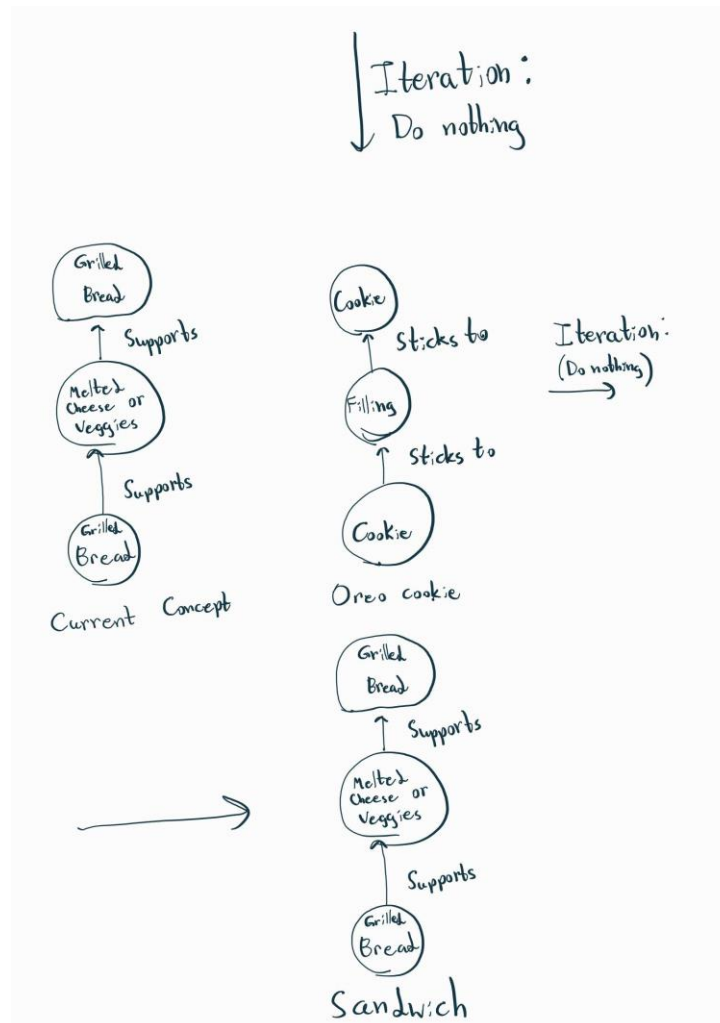 Iteration:
Do nothing
Grilled
Bread
Supports
Melted
Cheese or
Veggies
Supports
Grilled
Bread
Current Concept
Cookie
Sticks to
Filling
Sticks to
Cookie
Oreo cookie
Iteration:
(Do nothing)
Grilled
Bread
Supports
Melted
Cheese or
Veggies
Supports
Grilled
Bread
Sandwich